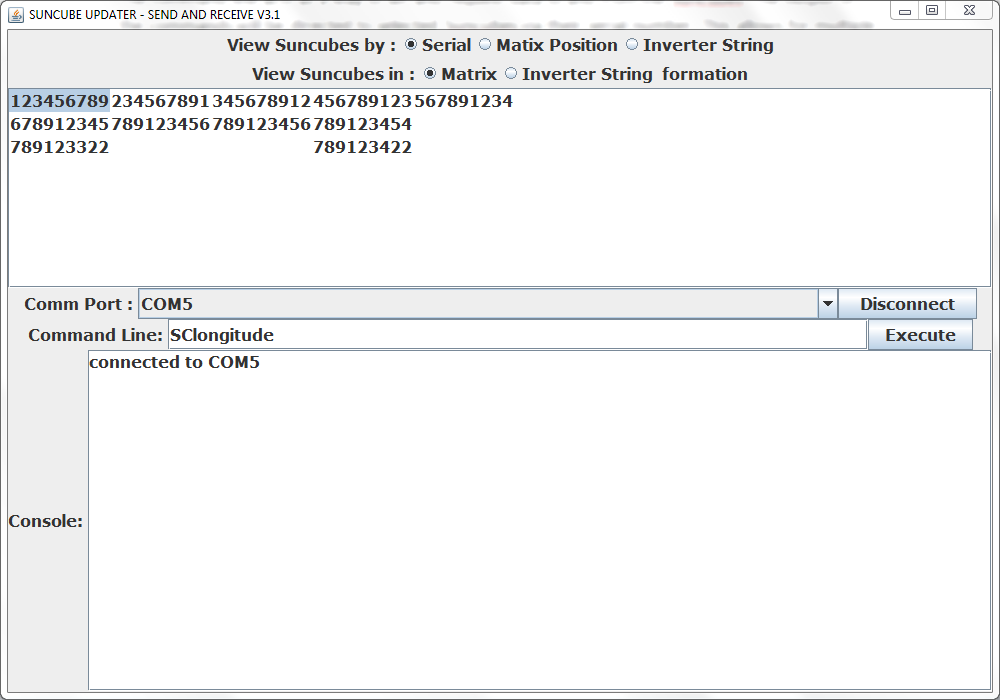 SUNCUBE UPDATER - SEND AND RECEIVE V3.1
View Suncubes by : Serial Matix Position Inverter String
View Suncubes in : Matrix Inverter String formation
123456789 234567891 345678912 456789123 567891234
678912345 789123456 789123456 789123454
789123322 789123422
Comm Port : COM5 Disconnect
Command Line: SClongitude Execute
connected to COM5
Console: